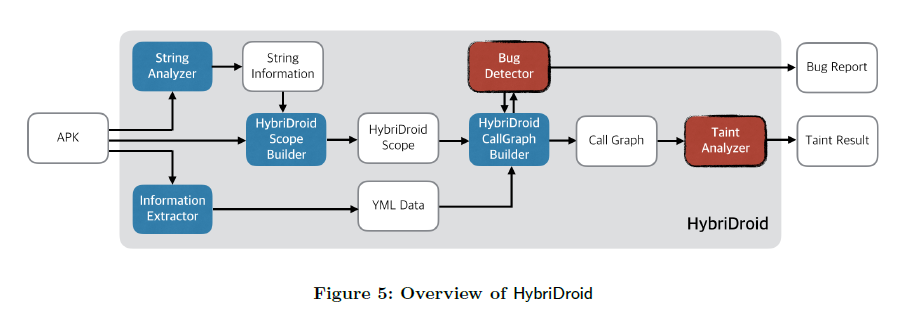 String
Analyzer
String
Information
Bug
Detector
Bug Report
APK
HybriDroid
Scope
Builder
HybriDroid
Scope
HybriDroid
CallGraph
Builder
Call Graph
Taint
Analyzer
Taint Result
Information
Extractor
YML Data
HybriDroid
Figure 5: Overview of HybriDroid